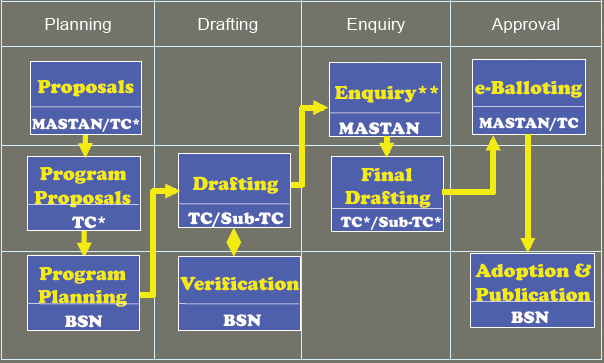 Planning
Drafting
Enquiry
Approval
Proposals
MASTAN/TC*
Program
Proposals
TC*
Program
Planning
BSN
Drafting
TC/Sub-TC
Verification
BSN
Enquiry**
MASTAN
Final
Drafting
TC*/Sub-TC*
e-Balloting
MASTAN/TC
Adoption &
Publication
BSN